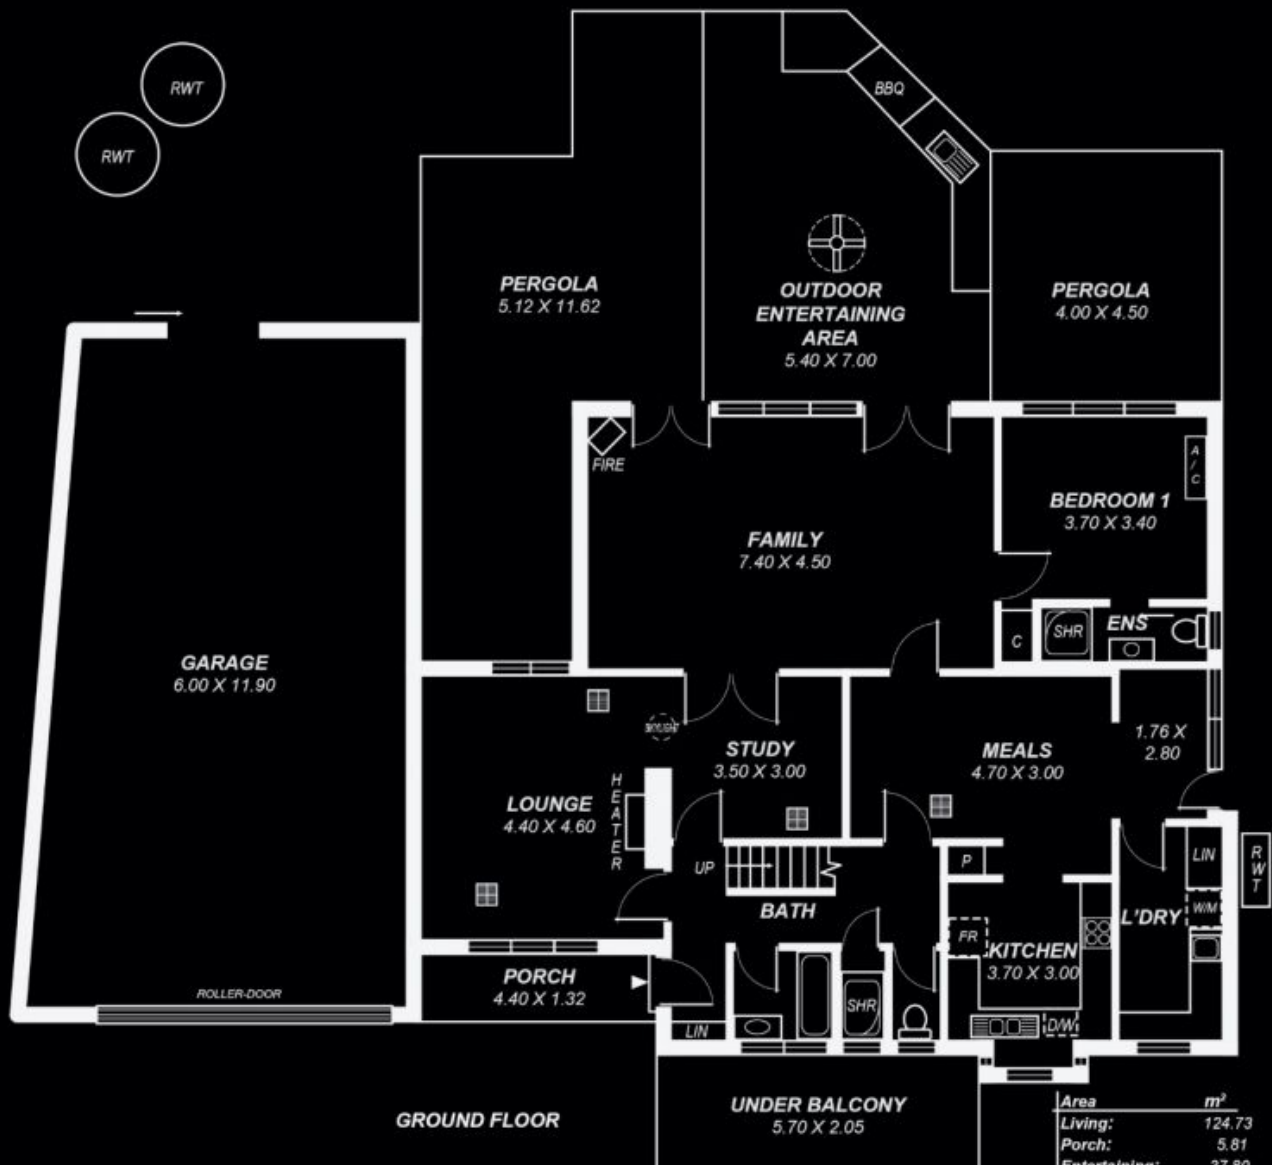 RWT
BBQ
RWT
PERGOLA
5.12 X 11.62
OUTDOOR
ENTERTAINING
AREA
5.40 X 7.00
PERGOLA
4.00 X 4.50
FIRE
A
/
C
BEDROOM 1
3.70 X 3.40
FAMILY
7.40 X 4.50
ENS
SHR
C
GARAGE
6.00 X 11.90
SKYLIGHT
STUDY
3.50 X 3.00
MEALS
4.70 X 3.00
1.76 X
2.80
LOUNGE
4.40 X 4.60
H
E
A
T
E
R
UP
P
LIN
R
W
T
BATH
L'DRY
W/M
FR
KITCHEN
3.70 X 3.00
PORCH
4.40 X 1.32
ROLLER-DOOR
SHR
LIN
D/W
GROUND FLOOR
UNDER BALCONY
5.70 X 2.05
Area m²
Living: 124.73
Porch: 5.81
Entertaining: 37.80